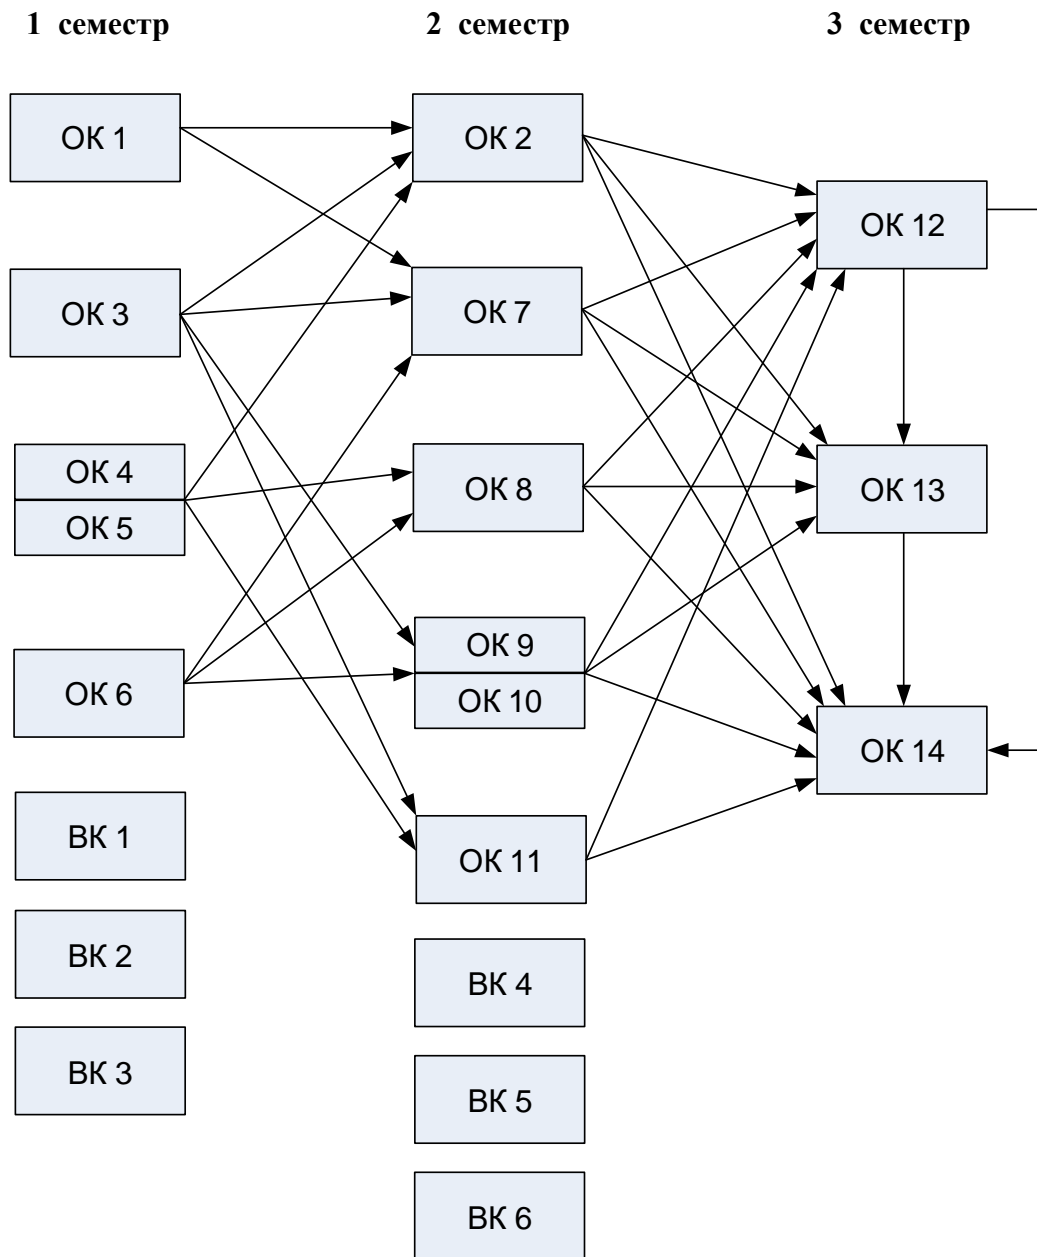 1 семестр
2 семестр
3 семестр
ОК 1
ОК 3
ОК 4
ОК 5
ОК 6
ВК 1
ВК 2
ВК 3
ОК 2
ОК 7
ОК 8
ОК 9
ОК 10
ОК 11
ВК 4
ВК 5
ВК 6
ОК 12
ОК 13
ОК 14